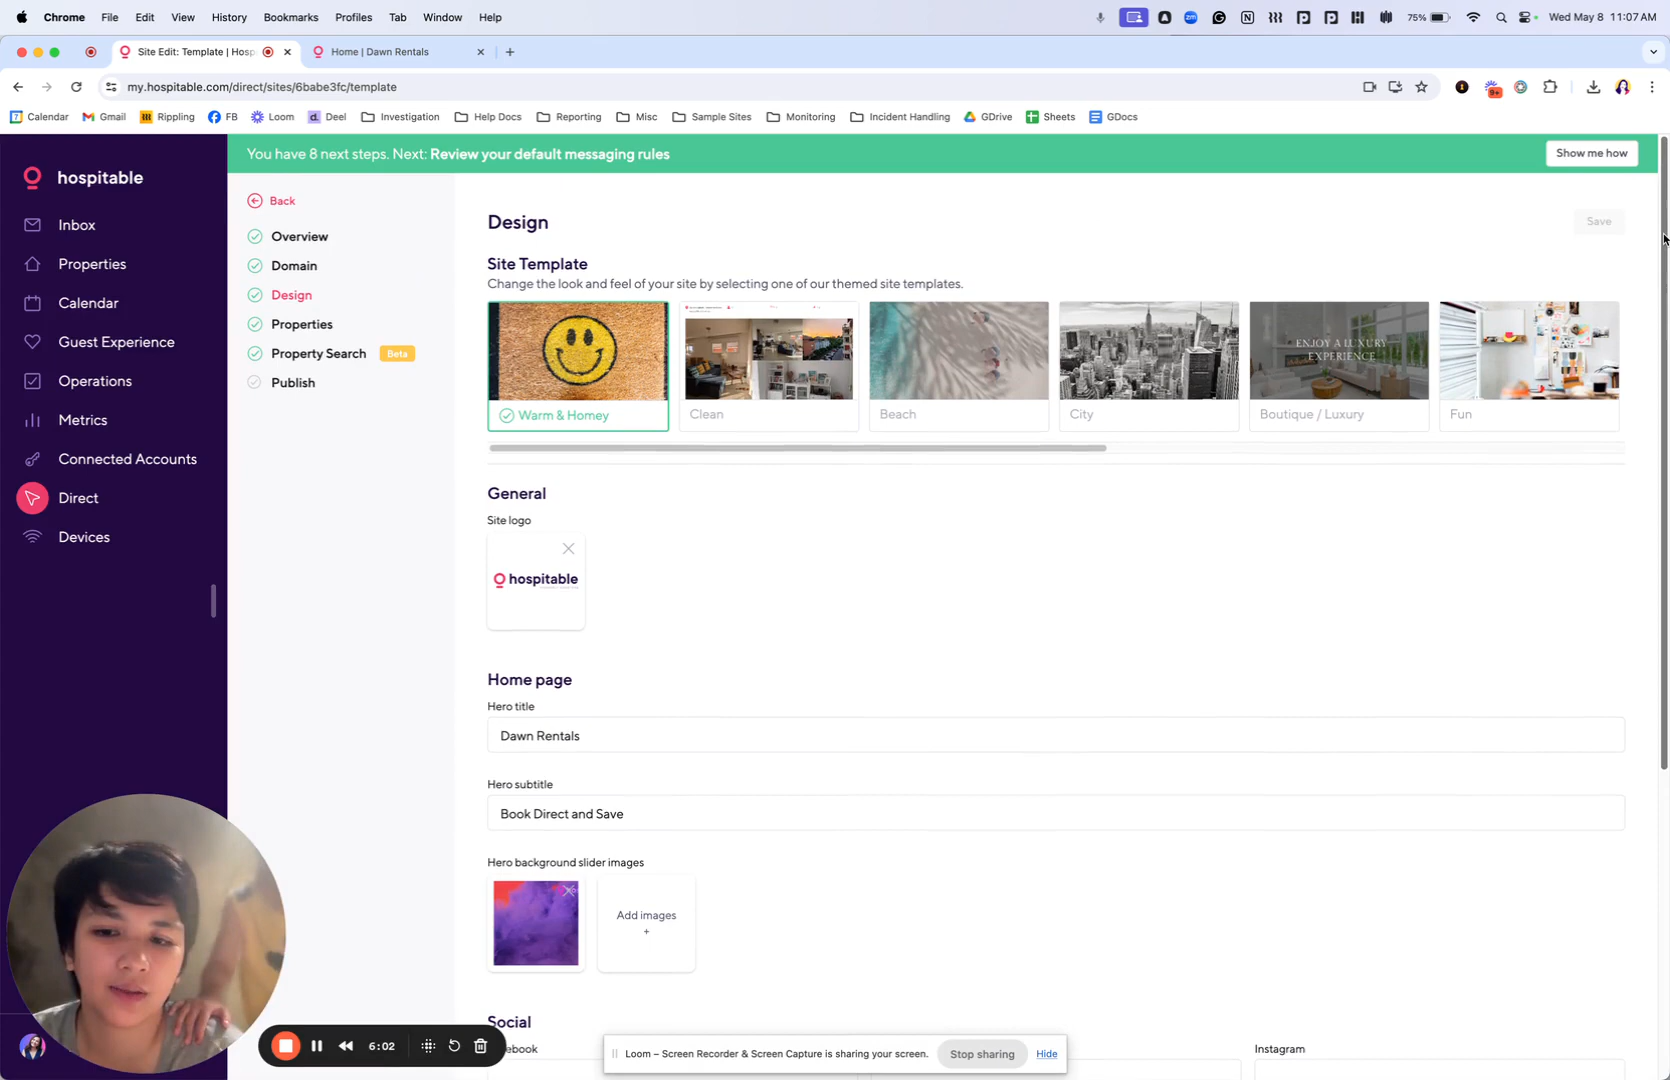 Chrome File Edit View History Bookmarks Profiles Tab Window Help 75% Wed May 8 11:07AM
Site Edit: Template | Hosp Home | Dawn Rentals
my.hospitable.com/direct/sites/6babe3fc/template 9+
Calendar Gmail Rippling FB Loom Deel Investigation Help Docs Reporting Misc Sample Sites Monitoring Incident Handling GDrive Sheets GDocs
You have 8 next steps. Next: Review your default messaging rules Show me how
hospitable
Inbox
Properties
Calendar
Guest Experience
Operations
Metrics
Connected Accounts
Direct
Devices
Back
Overview
Domain
Design
Properties
Property Search Beta
Publish
Design Save
Site Template
Change the look and feel of your site by selecting one of our themed site templates.
ENJOY A LUXURY
EXPERIENCE
Warm & Homey Clean Beach City Boutique / Luxury Fun
General
Site logo
hospitable
Home page
Hero title
Dawn Rentals
Hero subtitle
Book Direct and Save
Hero background slider images
Add images
+
Social
ebook Instagram
6:02
Loom – Screen Recorder & Screen Capture is sharing your screen. Stop sharing Hide